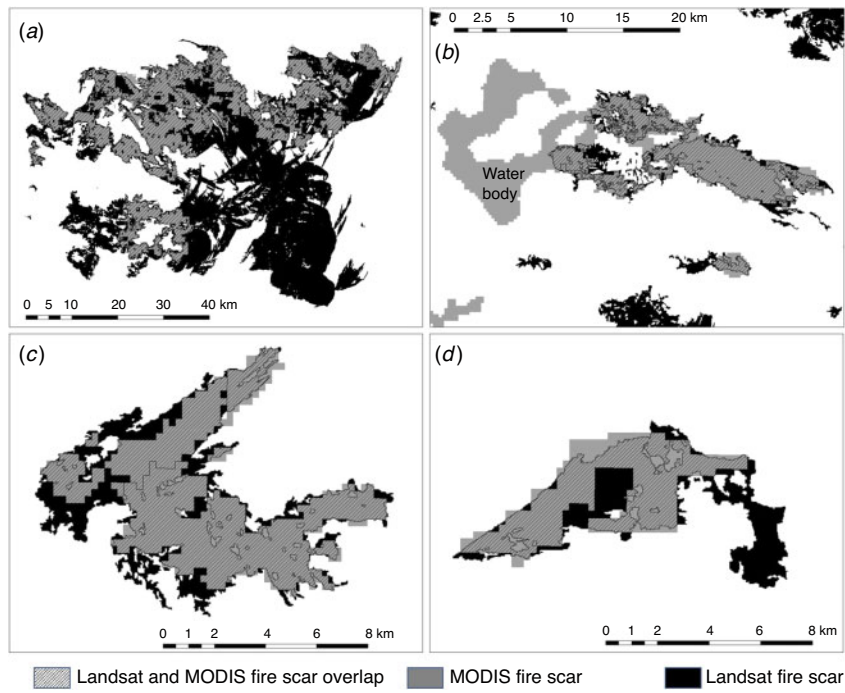 (a)
0 5 10 20 30 40 km
0 2.5 5 10 15 20 km
(b)
Water
body
(c)
0 1 2 4 6 8 km
(d)
0 1 2 4 6 8 km
Landsat and MODIS fire scar overlap MODIS fire scar Landsat fire scar